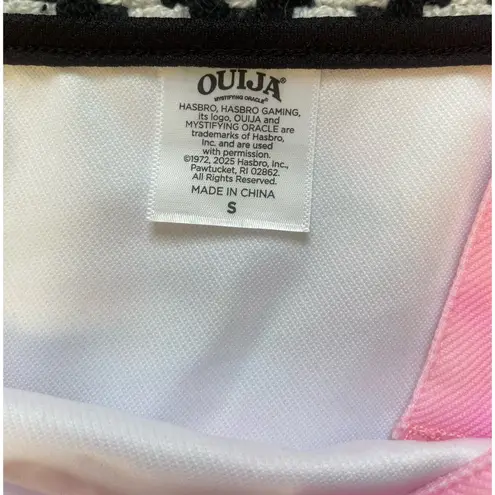 OUIJA®
MYSTIFYING ORACLE®
HASBRO, HASBRO GAMING,
its logo, OUIJA and
MYSTIFYING ORACLE are
trademarks of Hasbro,
Inc. and are used
with permission.
©1972, 2025 Hasbro, Inc.,
Pawtucket, RI 02862.
All Rights Reserved.
MADE IN CHINA
S